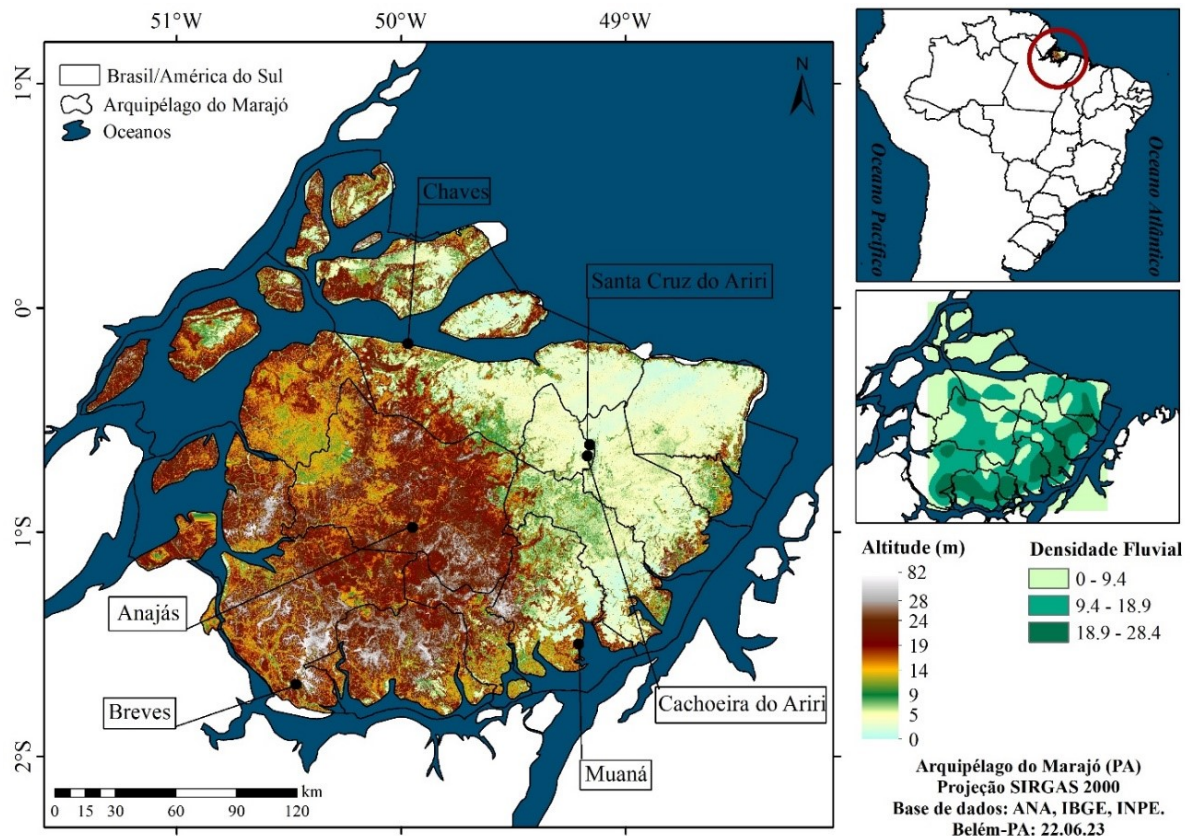 51°W
50°W
49°W
1°N
0°
1°S
2°S
Brasil/América do Sul
Arquipélago do Marajó
Oceanos
N
Chaves
Santa Cruz do Ariri
Anajás
Breves
Cachoeira do Ariri
Muaná
km
0 15 30 60 90 120
Oceano Pacífico
Oceano Atlântico
Altitude (m)
82
28
24
19
14
9
5
0
Densidade Fluvial
0 - 9.4
9.4 - 18.9
18.9 - 28.4
Arquipélago do Marajó (PA)
Projeção SIRGAS 2000
Base de dados: ANA, IBGE, INPE.
Belém-PA: 22.06.23